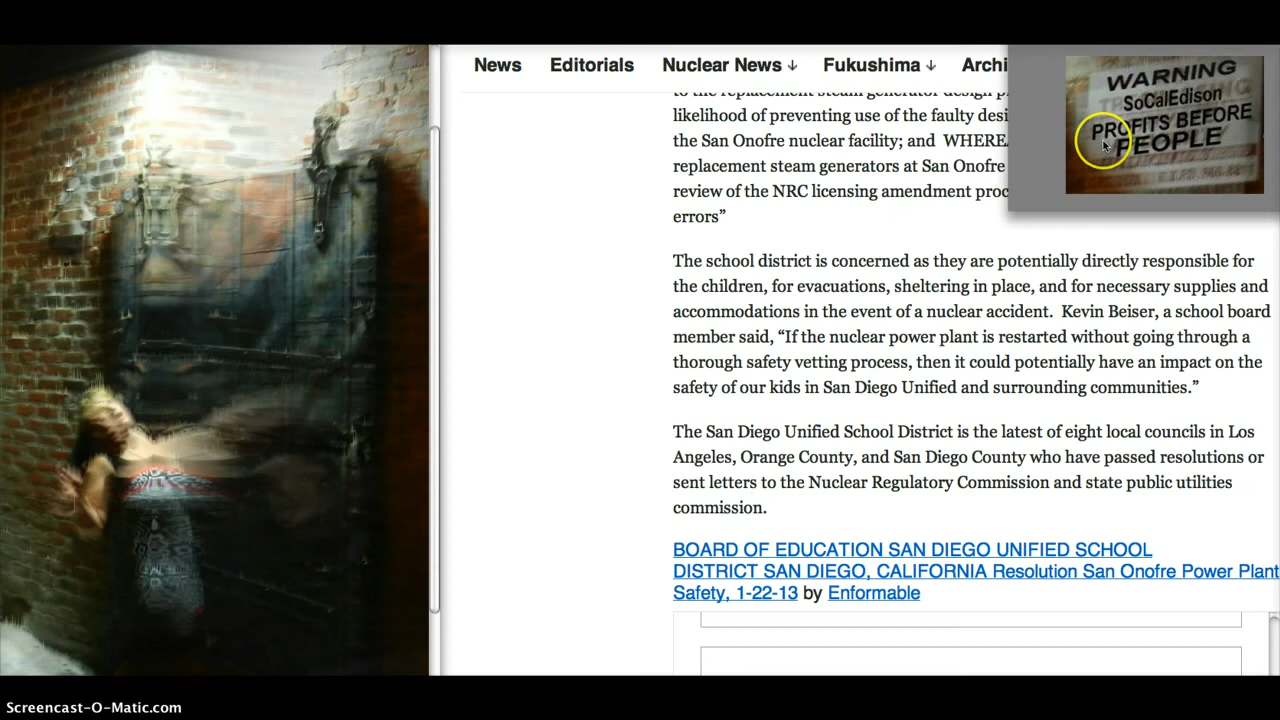 News Editorials Nuclear News ↓ Fukushima ↓ Archi
to the replacement steam generator design p
likelihood of preventing use of the faulty desi
the San Onofre nuclear facility; and WHEREA
replacement steam generators at San Onofre
review of the NRC licensing amendment proc
errors”
WARNING
SoCalEdison
PROFITS BEFORE
PEOPLE
The school district is concerned as they are potentially directly responsible for
the children, for evacuations, sheltering in place, and for necessary supplies and
accommodations in the event of a nuclear accident. Kevin Beiser, a school board
member said, “If the nuclear power plant is restarted without going through a
thorough safety vetting process, then it could potentially have an impact on the
safety of our kids in San Diego Unified and surrounding communities.”
The San Diego Unified School District is the latest of eight local councils in Los
Angeles, Orange County, and San Diego County who have passed resolutions or
sent letters to the Nuclear Regulatory Commission and state public utilities
commission.
BOARD OF EDUCATION SAN DIEGO UNIFIED SCHOOL
DISTRICT SAN DIEGO, CALIFORNIA Resolution San Onofre Power Plant
Safety, 1-22-13 by Enformable
Screencast-O-Matic.com